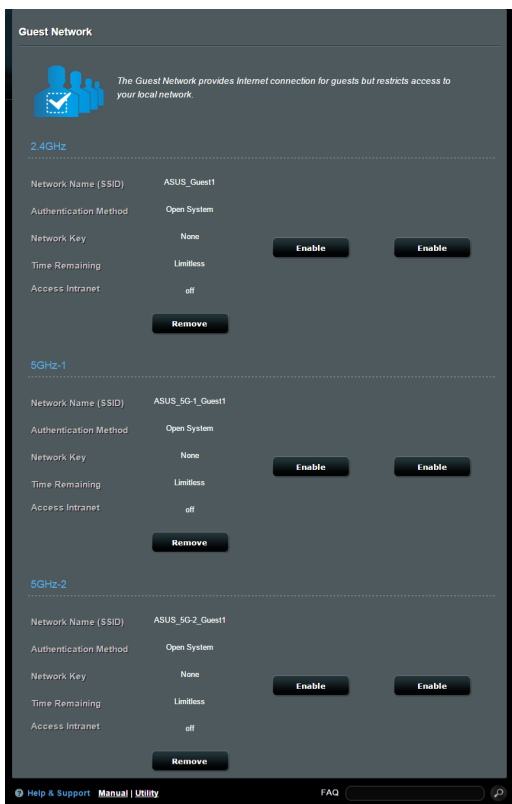 Guest Network
The Guest Network provides Internet connection for guests but restricts access to
your local network.
2.4GHz
Network Name (SSID) ASUS_Guest1
Authentication Method Open System
Network Key None
Enable Enable
Time Remaining Limitless
Access Intranet off
Remove
5GHz-1
Network Name (SSID) ASUS_5G-1_Guest1
Authentication Method Open System
Network Key None
Enable Enable
Time Remaining Limitless
Access Intranet off
Remove
5GHz-2
Network Name (SSID) ASUS_5G-2_Guest1
Authentication Method Open System
Network Key None
Enable Enable
Time Remaining Limitless
Access Intranet off
Remove
? Help & Support Manual | Utility FAQ